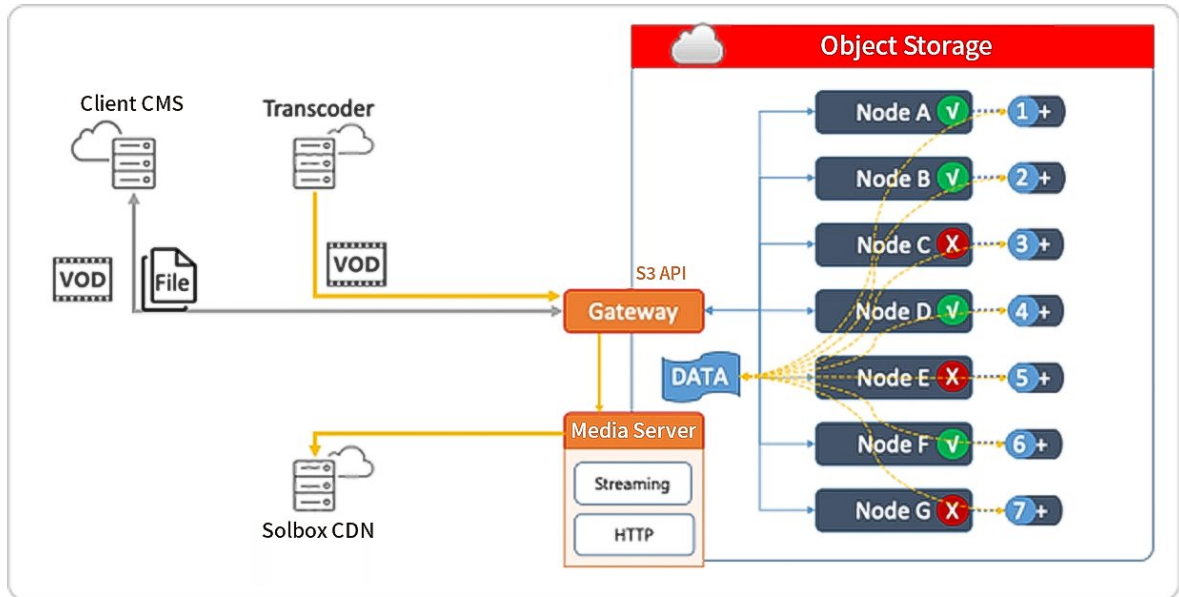 Object Storage
Client CMS
Transcoder
VOD
File
VOD
S3 API
Gateway
DATA
Media Server
Streaming
HTTP
Solbox CDN
Node A √ 1 +
Node B √ 2 +
Node C X 3 +
Node D √ 4 +
Node E X 5 +
Node F √ 6 +
Node G X 7 +